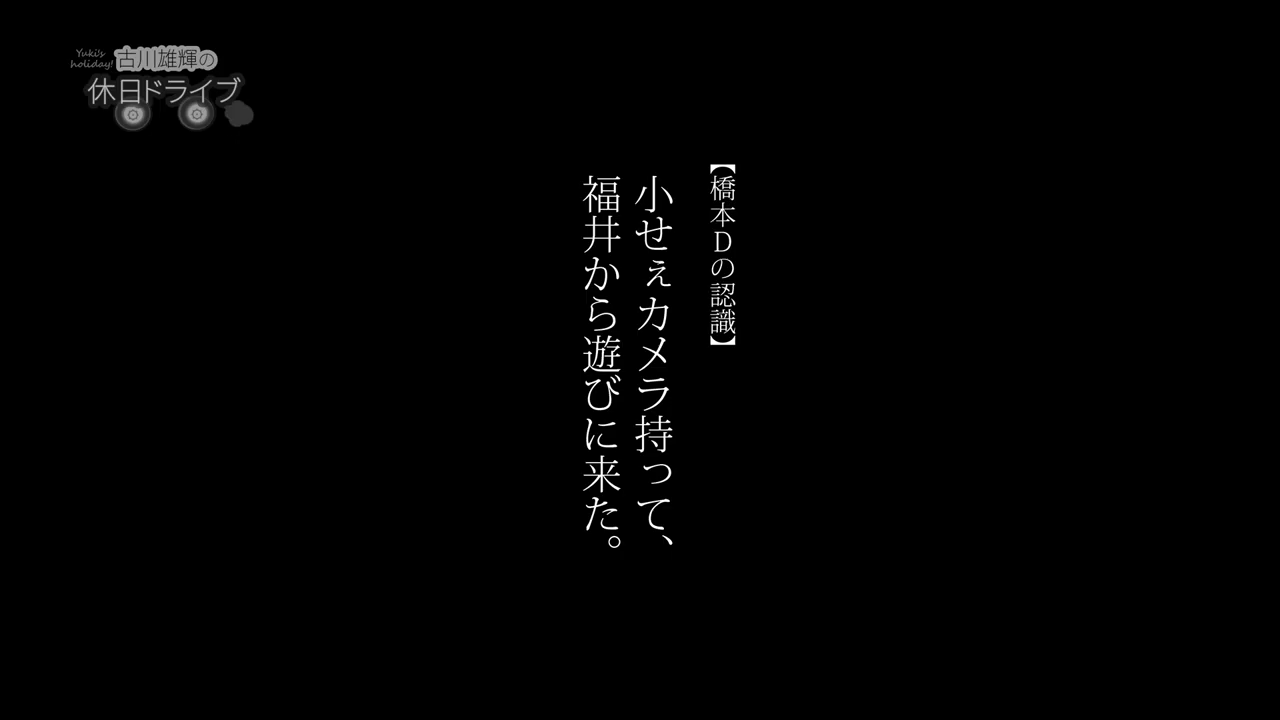 Yuki's
holiday!
古川雄輝の
休日ドライブ
【橋本Dの認識】
小せぇカメラ持って、
福井から遊びに来た。